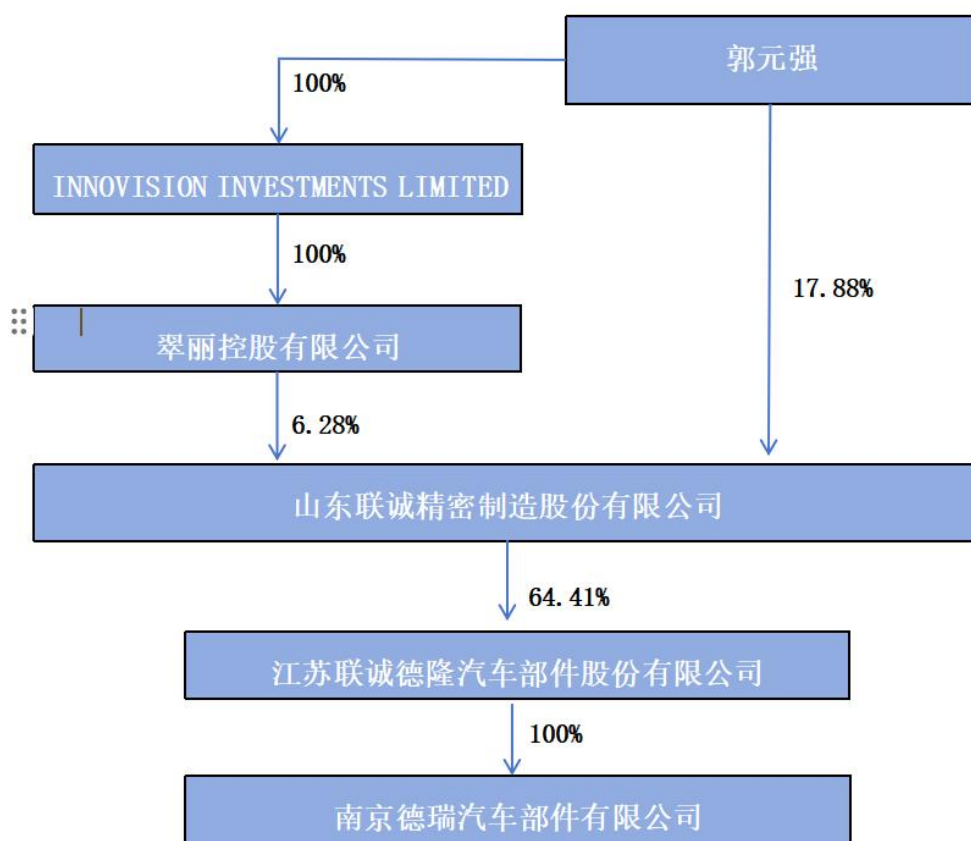 郭元强
100%
INNOVISION INVESTMENTS LIMITED
100%
17.88%
翠丽控股有限公司
6.28%
山东联诚精密制造股份有限公司
64.41%
江苏联诚德隆汽车部件股份有限公司
100%
南京德瑞汽车部件有限公司